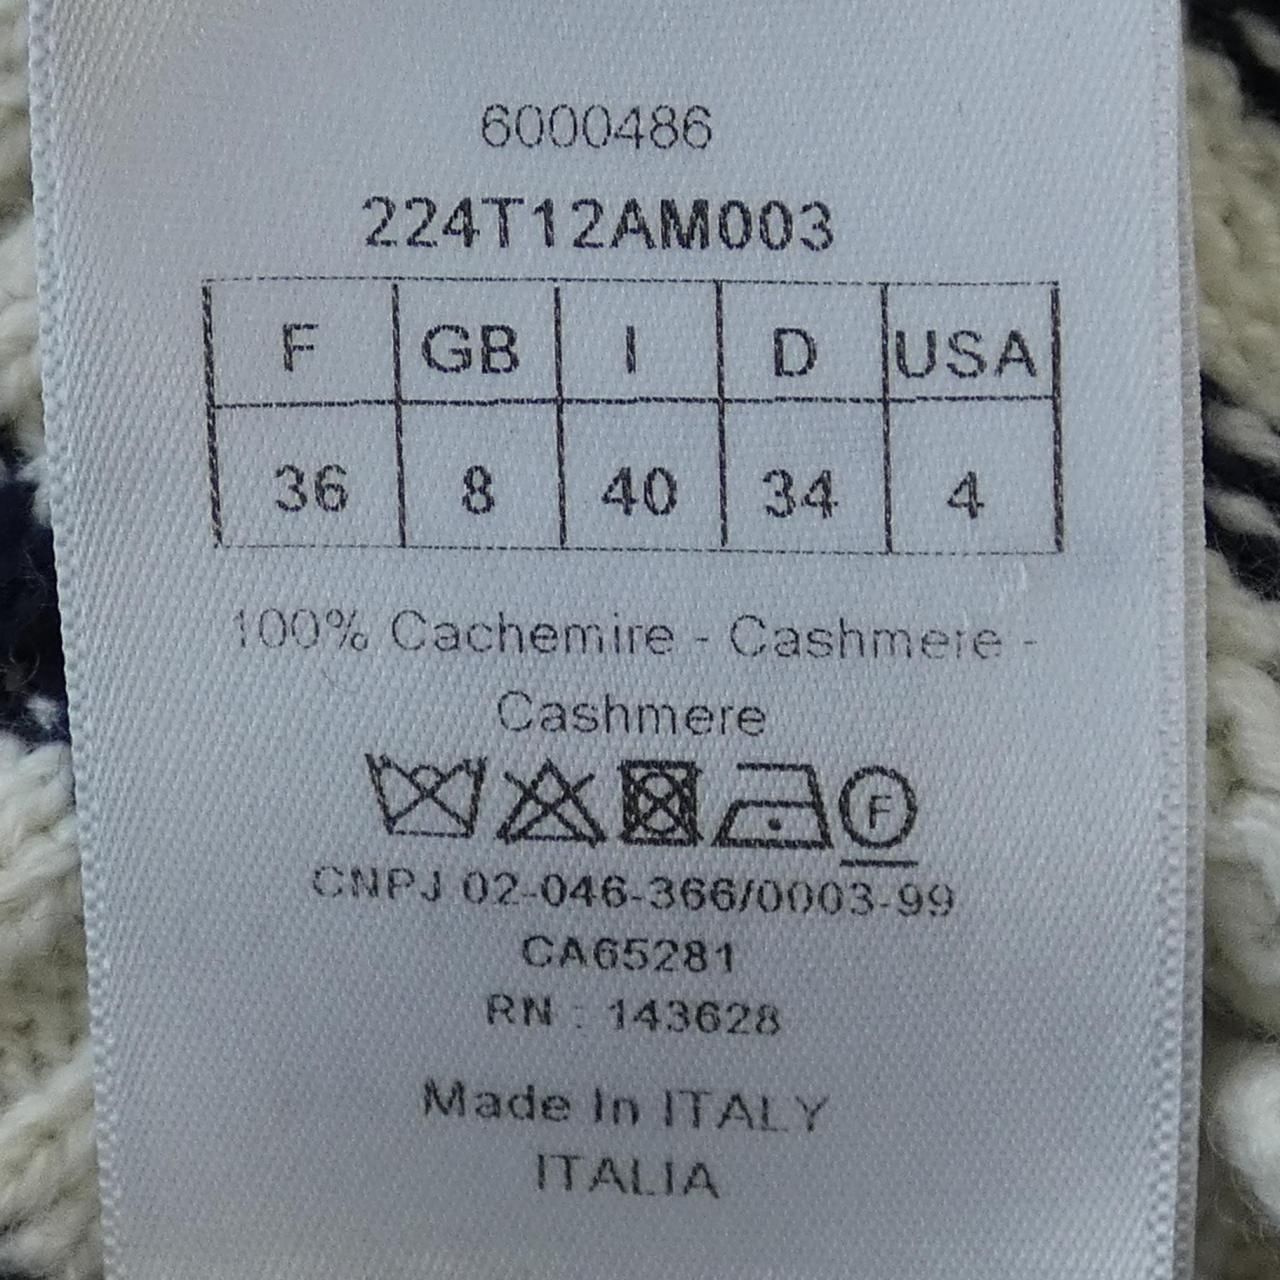 6000486
224T12AM003
F GB I D USA
36 8 40 34 4
100% Cachemire - Cashmere -
Cashmere
F
CNPJ 02-046-366/0003-99
CA65281
RN : 143628
Made In ITALY
ITALIA